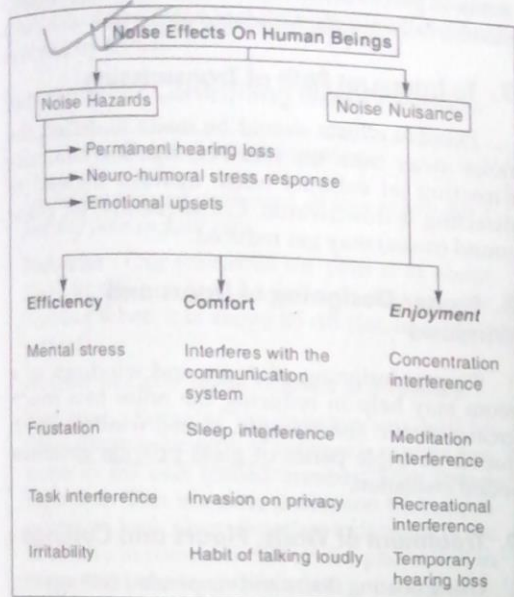 Noise Effects On Human Beings
Noise Hazards
Noise Nuisance
Permanent hearing loss
Neuro-humoral stress response
Emotional upsets
Efficiency
Comfort
Enjoyment
Mental stress
Interferes with the
communication
system
Concentration
interference
Frustation
Sleep interference
Meditation
interference
Task interference
Invasion on privacy
Recreational
interference
Irritability
Habit of talking loudly
Temporary
hearing loss